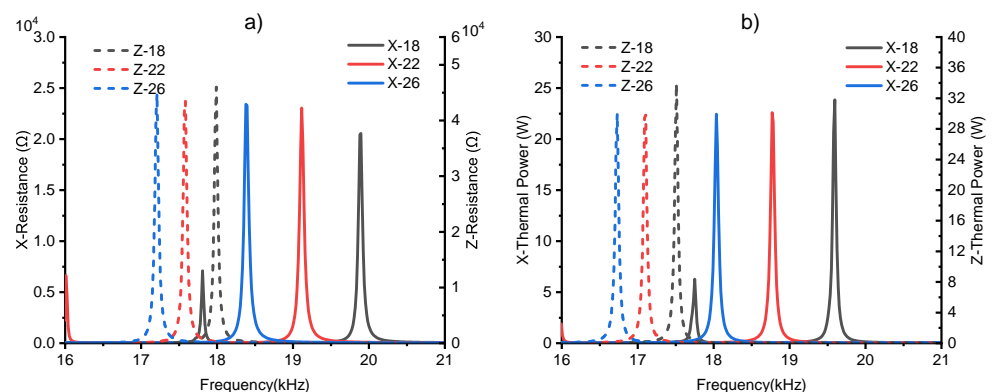 a)
10^4
6 10^4
3.0
2.5
2.0
1.5
1.0
0.5
0.0
X-Resistance (Ω)
Z-18
Z-22
Z-26
X-18
X-22
X-26
5
4
3
2
1
0
Z-Resistance (Ω)
16 17 18 19 20 21
Frequency(kHz)
b)
30
25
20
15
10
5
0
X-Thermal Power (W)
Z-18
Z-22
Z-26
X-18
X-22
X-26
40
36
32
28
24
20
16
12
8
4
0
Z-Thermal Power (W)
16 17 18 19 20 21
Frequency(kHz)